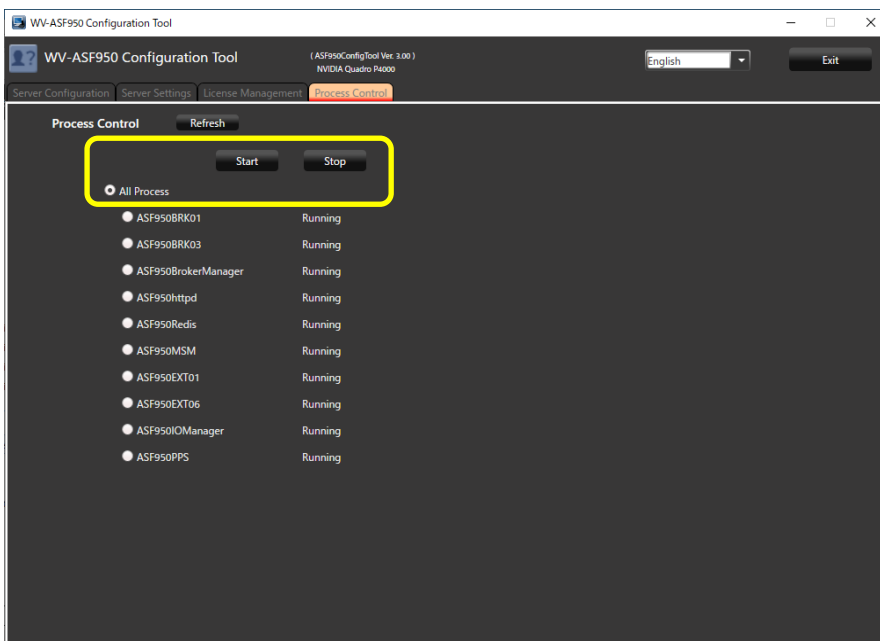 WV-ASF950 Configuration Tool
WV-ASF950 Configuration Tool
( ASF950ConfigTool Ver. 3.00 )
NVIDIA Quadro P4000
English
Exit
Server Configuration Server Settings License Management Process Control
Process Control Refresh
Start Stop
All Process
ASF950BRK01 Running
ASF950BRK03 Running
ASF950BrokerManager Running
ASF950httpd Running
ASF950Redis Running
ASF950MSM Running
ASF950EXT01 Running
ASF950EXT06 Running
ASF950IOManager Running
ASF950PPS Running